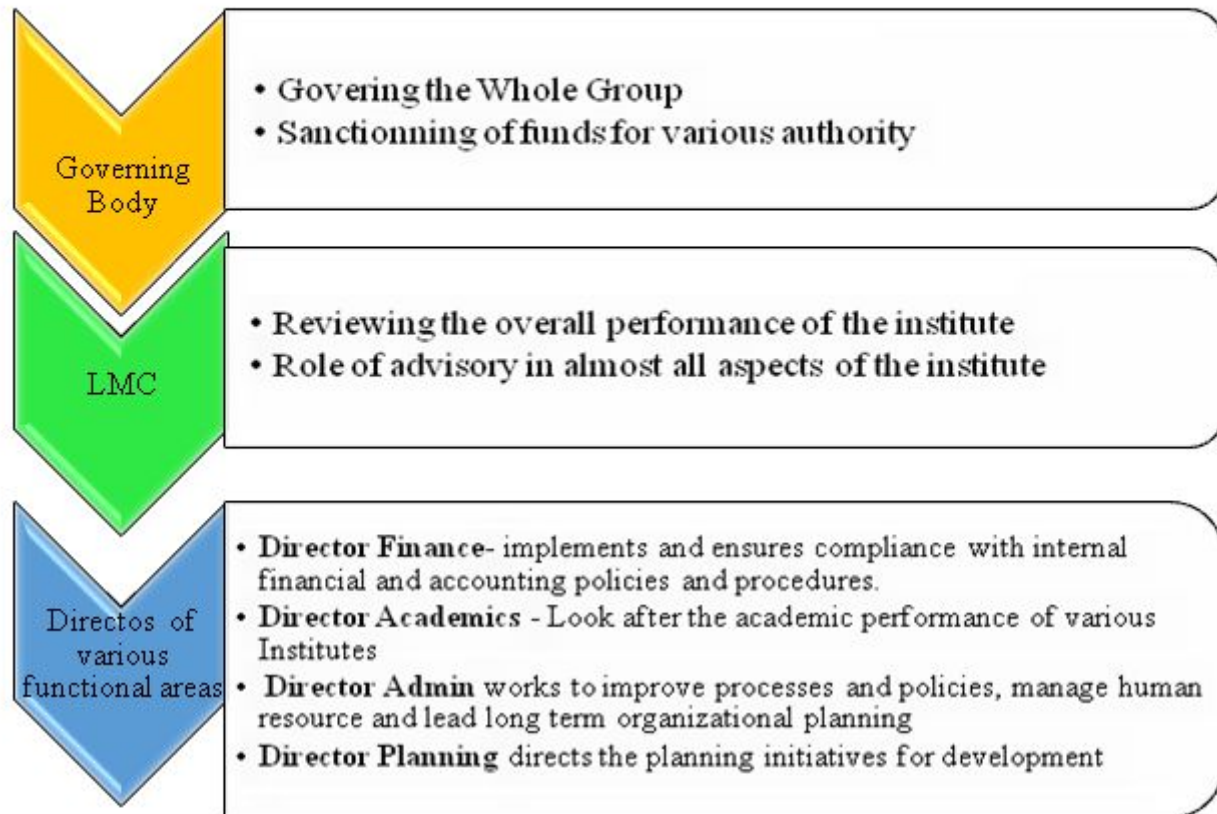 Governing
Body
• Govering the Whole Group
• Sanctionning of funds for various authority
LMC
• Reviewing the overall performance of the institute
• Role of advisory in almost all aspects of the institute
Directos of
various
functional areas
• Director Finance- implements and ensures compliance with internal
financial and accounting policies and procedures.
• Director Academics - Look after the academic performance of various
Institutes
• Director Admin works to improve processes and policies, manage human
resource and lead long term organizational planning
• Director Planning directs the planning initiatives for development